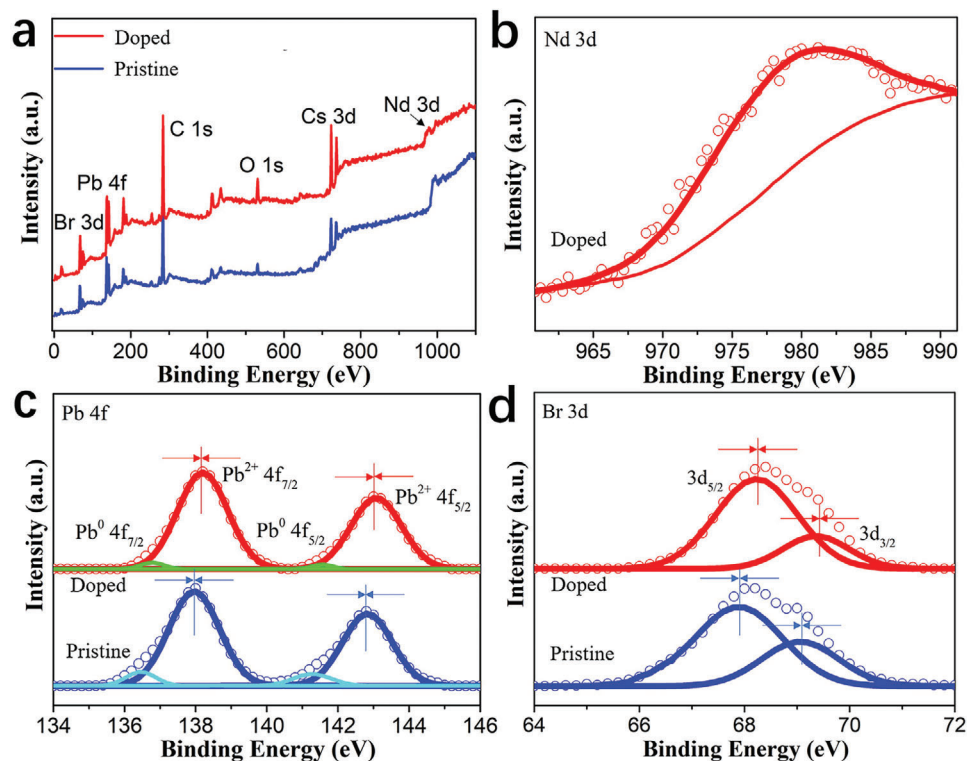 a
Doped
Pristine
Nd 3d
Cs 3d
C 1s
O 1s
Pb 4f
Br 3d
Intensity (a.u.)
0 200 400 600 800 1000
Binding Energy (eV)
b
Nd 3d
Doped
Intensity (a.u.)
965 970 975 980 985 990
Binding Energy (eV)
c
Pb 4f
Pb²⁺ 4f₇/₂
Pb²⁺ 4f₅/₂
Pb⁰ 4f₇/₂
Pb⁰ 4f₅/₂
Doped
Pristine
Intensity (a.u.)
134 136 138 140 142 144 146
Binding Energy (eV)
d
Br 3d
3d₅/₂
3d₃/₂
Doped
Pristine
Intensity (a.u.)
64 66 68 70 72
Binding Energy (eV)